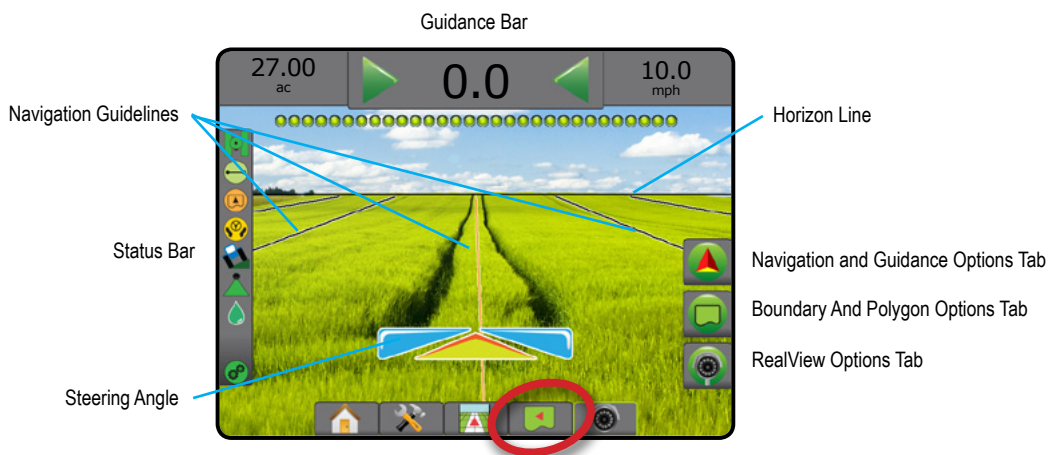 Guidance Bar
27.00
ac
0.0
10.0
mph
Navigation Guidelines
Horizon Line
Status Bar
Navigation and Guidance Options Tab
Boundary And Polygon Options Tab
RealView Options Tab
Steering Angle